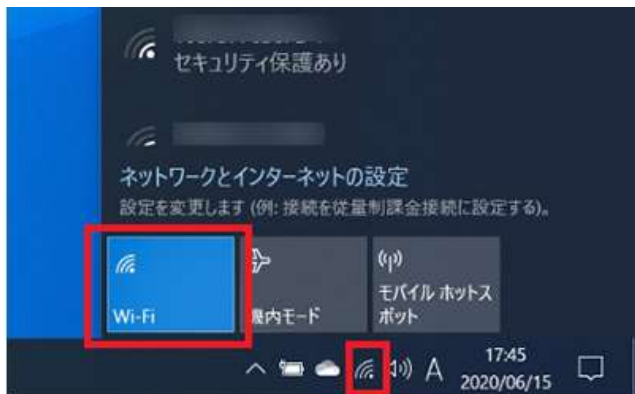 セキュリティ保護あり
ネットワークとインターネットの設定
設定を変更します (例: 接続を従量制課金接続に設定する)。
Wi-Fi
機内モード
モバイル ホットス
ポット
A
17:45
2020/06/15